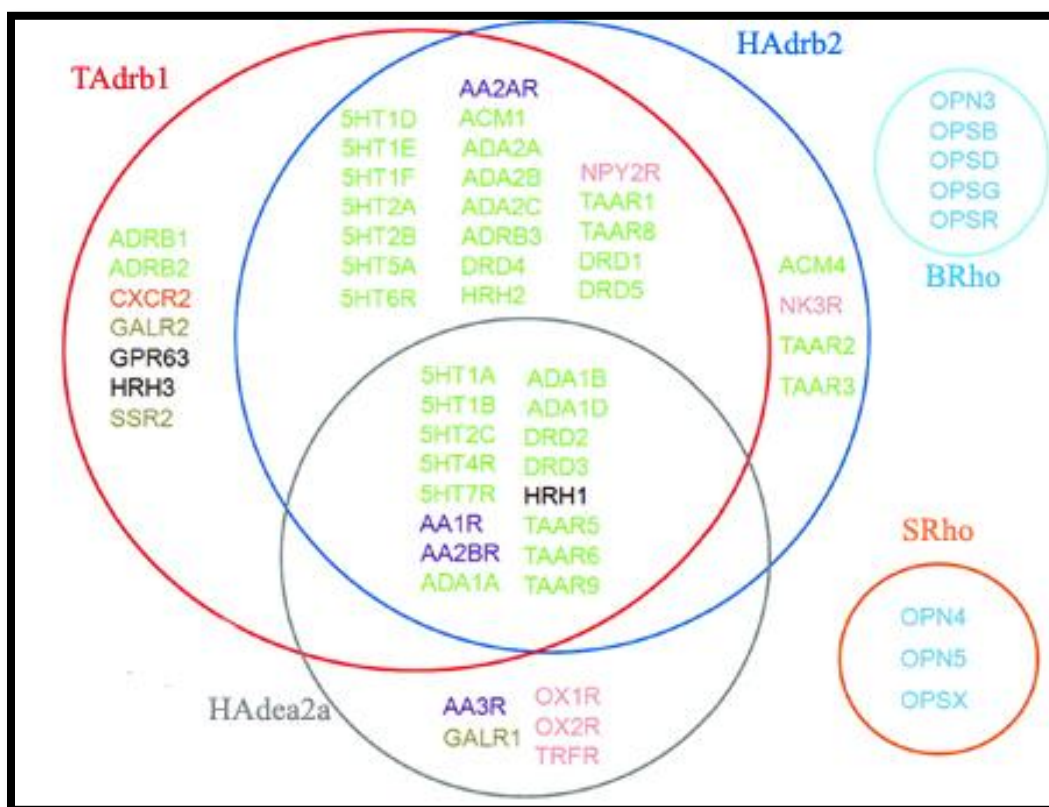 TAdrb1
HAdrb2
AA2AR
5HT1D
5HT1E
5HT1F
5HT2A
5HT2B
5HT5A
5HT6R
ACM1
ADA2A
ADA2B
ADA2C
ADRB3
DRD4
HRH2
NPY2R
TAAR1
TAAR8
DRD1
DRD5
OPN3
OPSB
OPSD
OPSG
OPSR
BRho
ADRB1
ADRB2
CXCR2
GALR2
GPR63
HRH3
SSR2
ACM4
NK3R
TAAR2
TAAR3
5HT1A
5HT1B
5HT2C
5HT4R
5HT7R
AA1R
AA2BR
ADA1A
ADA1B
ADA1D
DRD2
DRD3
HRH1
TAAR5
TAAR6
TAAR9
SRho
OPN4
OPN5
OPSX
HAdea2a
AA3R
GALR1
OX1R
OX2R
TRFR